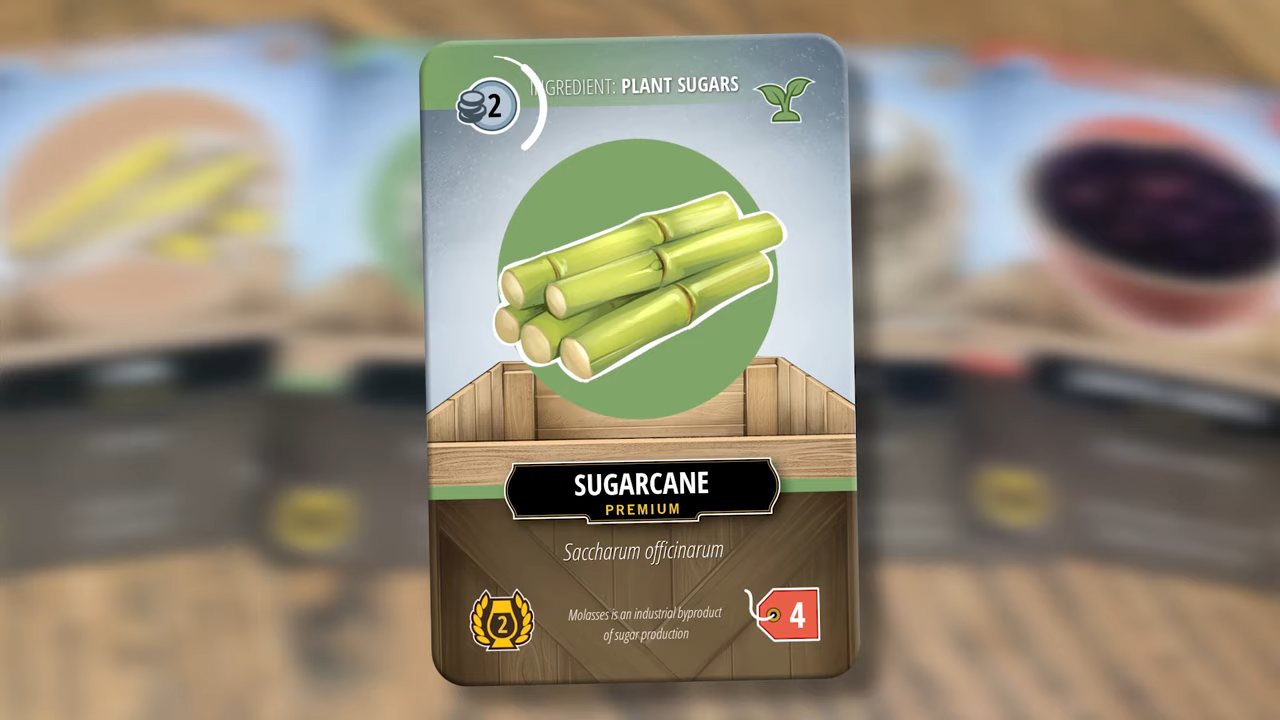 2
INGREDIENT: PLANT SUGARS
SUGARCANE
PREMIUM
Saccharum officinarum
2
Molasses is an industrial byproduct
of sugar production
4